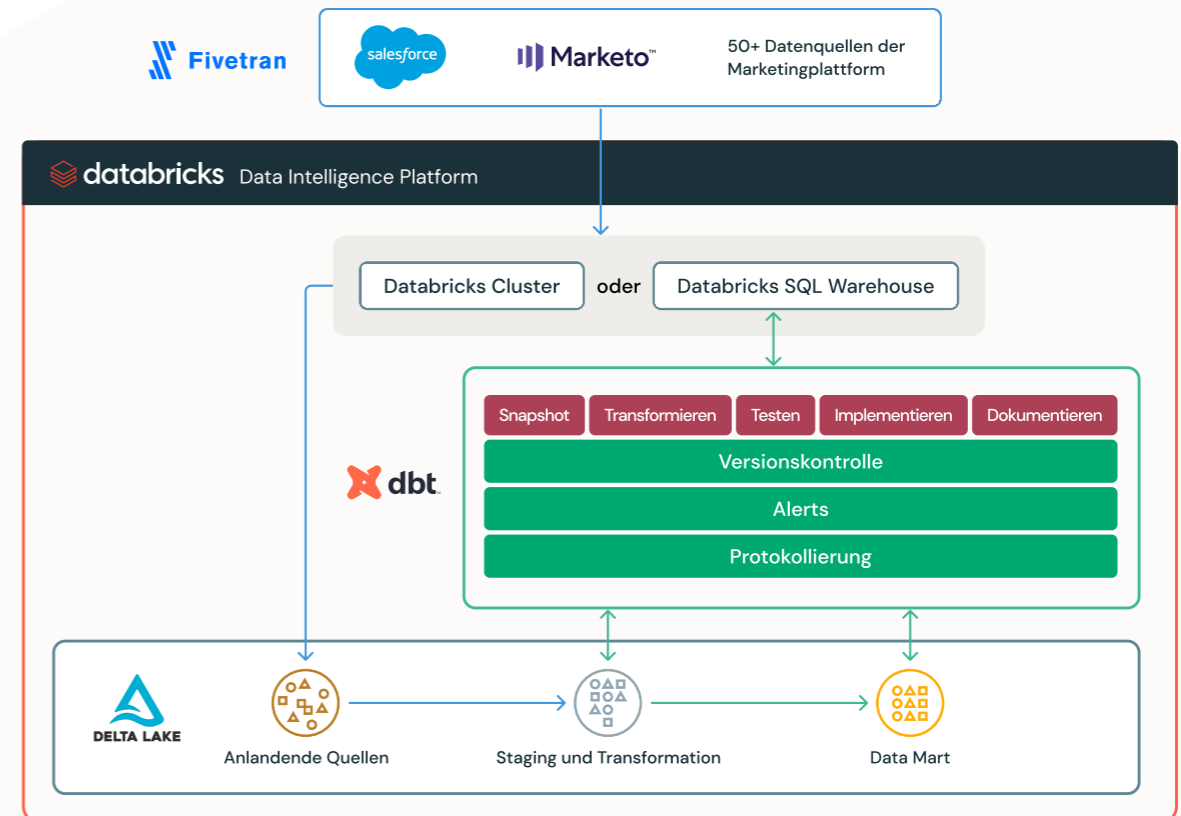 Fivetran
salesforce
Marketo™
50+ Datenquellen der
Marketingplattform
databricks Data Intelligence Platform
Databricks Cluster oder Databricks SQL Warehouse
Snapshot Transformieren Testen Implementieren Dokumentieren
Versionskontrolle
dbt
Alerts
Protokollierung
DELTA LAKE
Anlandende Quellen Staging und Transformation Data Mart